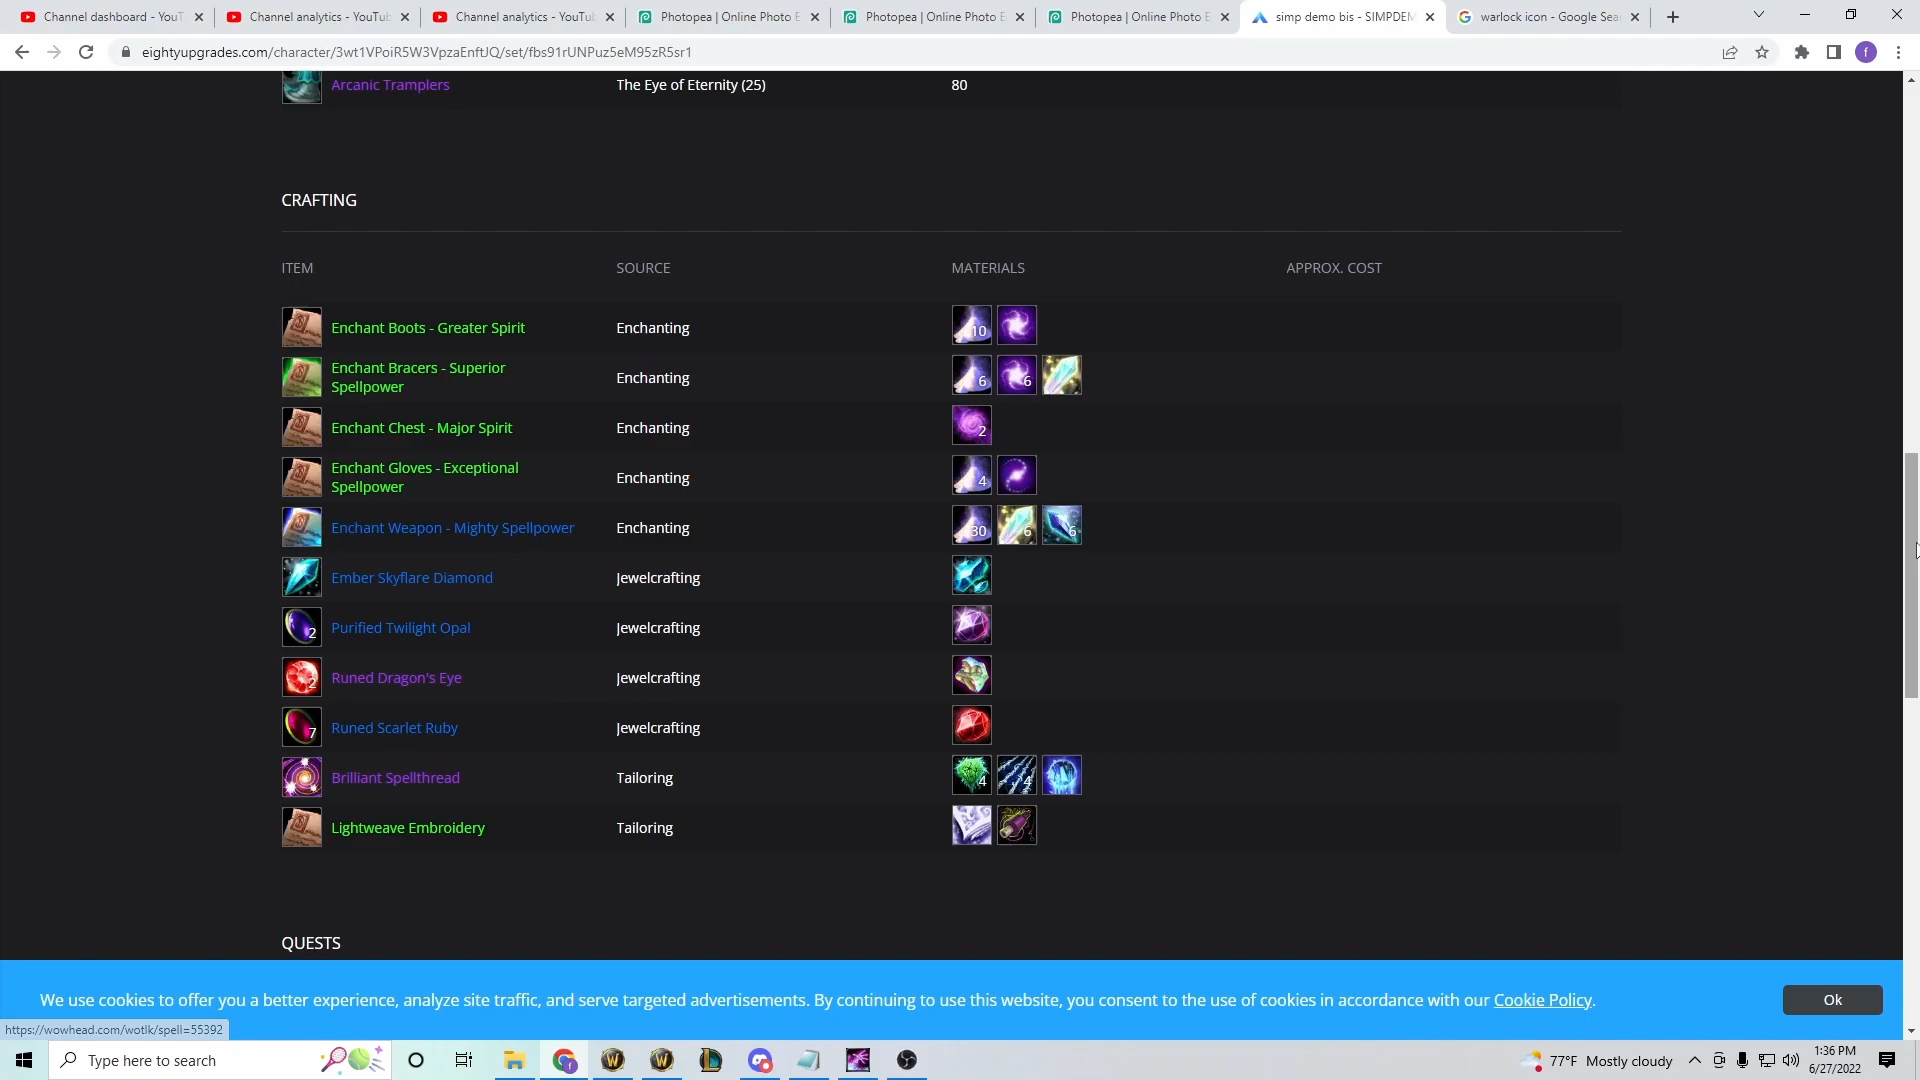 Channel dashboard - YouT
Channel analytics - YouTub
Channel analytics - YouTub
Photopea | Online Photo E
Photopea | Online Photo E
Photopea | Online Photo E
simp demo bis - SIMPDEM
warlock icon - Google Sea
eightyupgrades.com/character/3wt1VPoiR5W3VpzaEnftJQ/set/fbs91rUNPuz5eM95zR5sr1
f
Arcanic Tramplers The Eye of Eternity (25) 80
CRAFTING
ITEM SOURCE MATERIALS APPROX. COST
Enchant Boots - Greater Spirit Enchanting 10
Enchant Bracers - Superior
Spellpower Enchanting 6 6
Enchant Chest - Major Spirit Enchanting 2
Enchant Gloves - Exceptional
Spellpower Enchanting 4
Enchant Weapon - Mighty Spellpower Enchanting 30 6 6
Ember Skyflare Diamond Jewelcrafting
2 Purified Twilight Opal Jewelcrafting
2 Runed Dragon's Eye Jewelcrafting
7 Runed Scarlet Ruby Jewelcrafting
Brilliant Spellthread Tailoring 4 4
Lightweave Embroidery Tailoring
QUESTS
We use cookies to offer you a better experience, analyze site traffic, and serve targeted advertisements. By continuing to use this website, you consent to the use of cookies in accordance with our Cookie Policy.
Ok
https://wowhead.com/wotlk/spell=55392
Type here to search
77°F Mostly cloudy
1:36 PM
6/27/2022